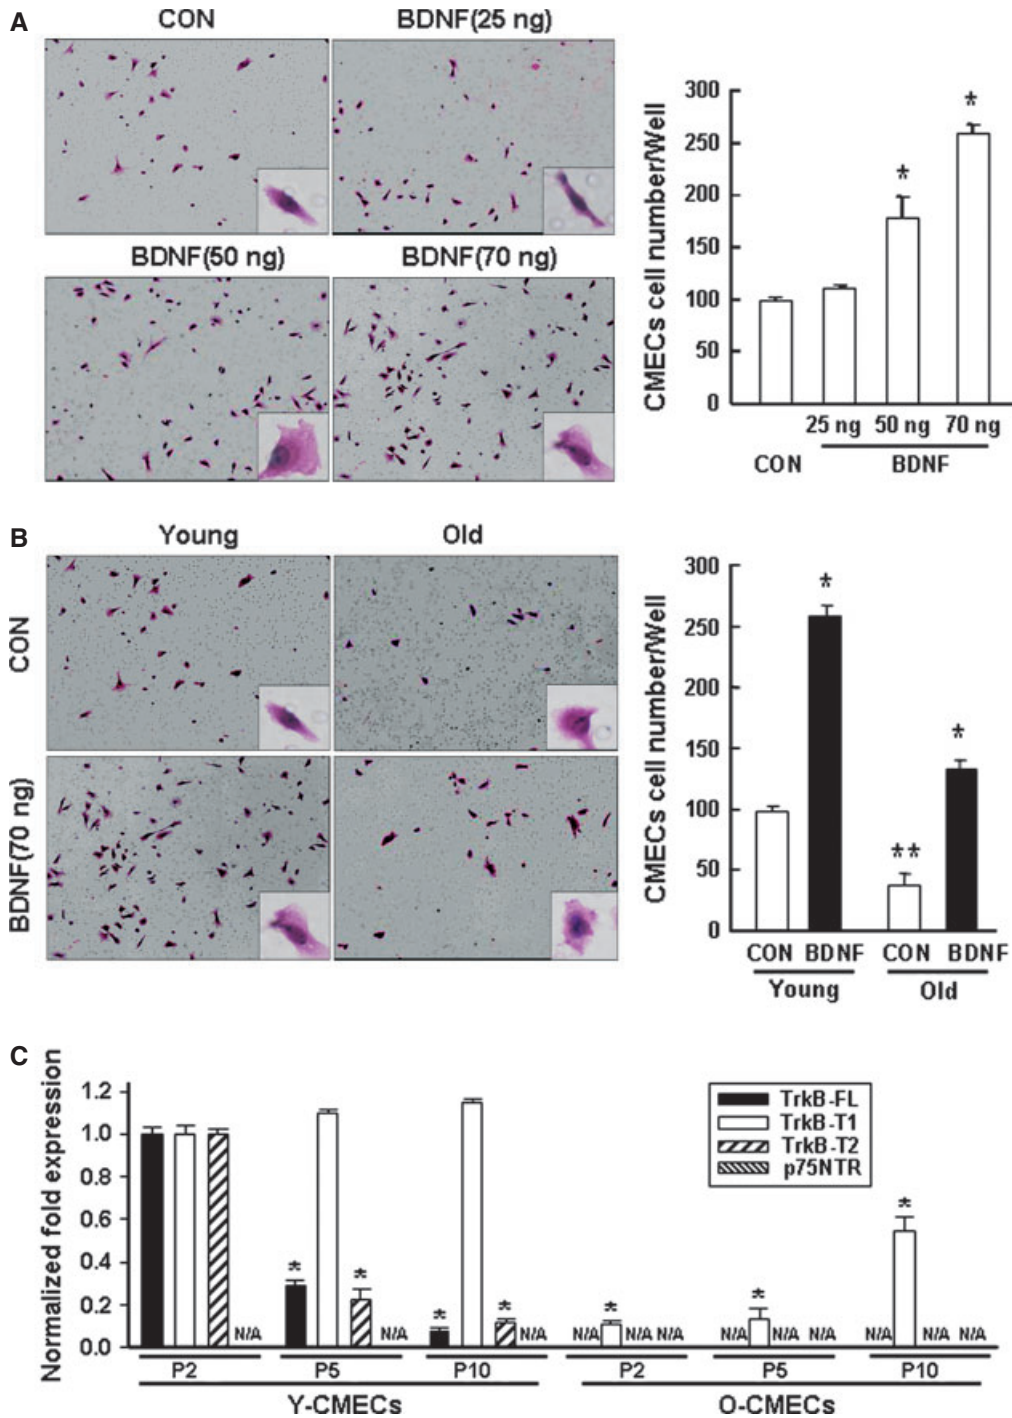 A
CON
BDNF(25 ng)
BDNF(50 ng)
BDNF(70 ng)
CMECs cell number/Well
300
250
200
150
100
50
0
*
*
25 ng 50 ng 70 ng
CON
BDNF
B
Young
Old
CON
BDNF(70 ng)
CMECs cell number/Well
300
250
200
150
100
50
0
*
**
*
CON BDNF CON BDNF
Young Old
C
Normalized fold expression
1.2
1.0
0.8
0.6
0.4
0.2
0.0
TrkB-FL
TrkB-T1
TrkB-T2
p75NTR
N/A * * N/A * * N/A N/A * N/A N/A N/A * N/A N/A N/A * N/A N/A
P2 P5 P10 P2 P5 P10
Y-CMECs O-CMECs